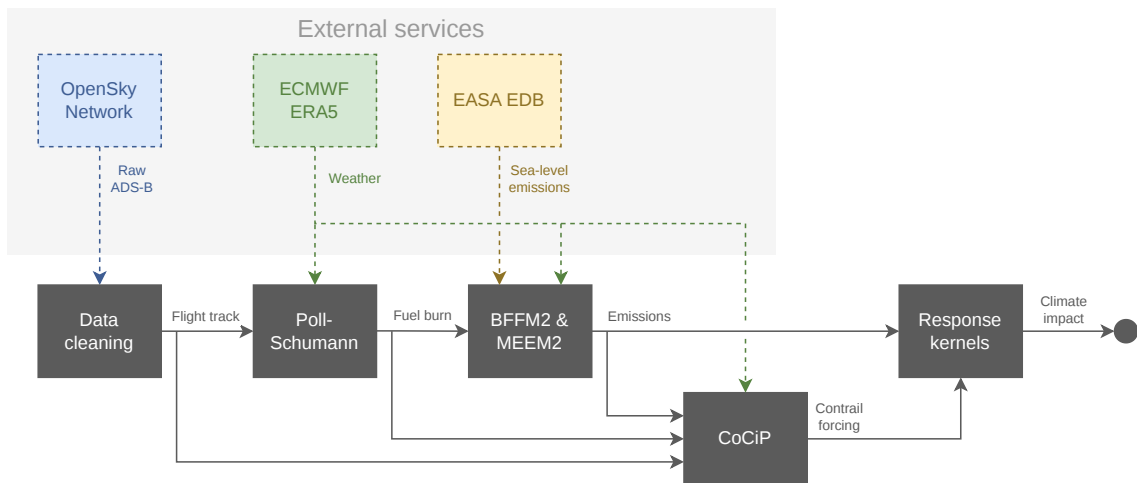 External services
OpenSky
Network
ECMWF
ERA5
EASA EDB
Raw
ADS-B
Weather
Sea-level
emissions
Data
cleaning
Flight track
Poll-
Schumann
Fuel burn
BFFM2 &
MEEM2
Emissions
Response
kernels
Climate
impact
CoCiP
Contrail
forcing